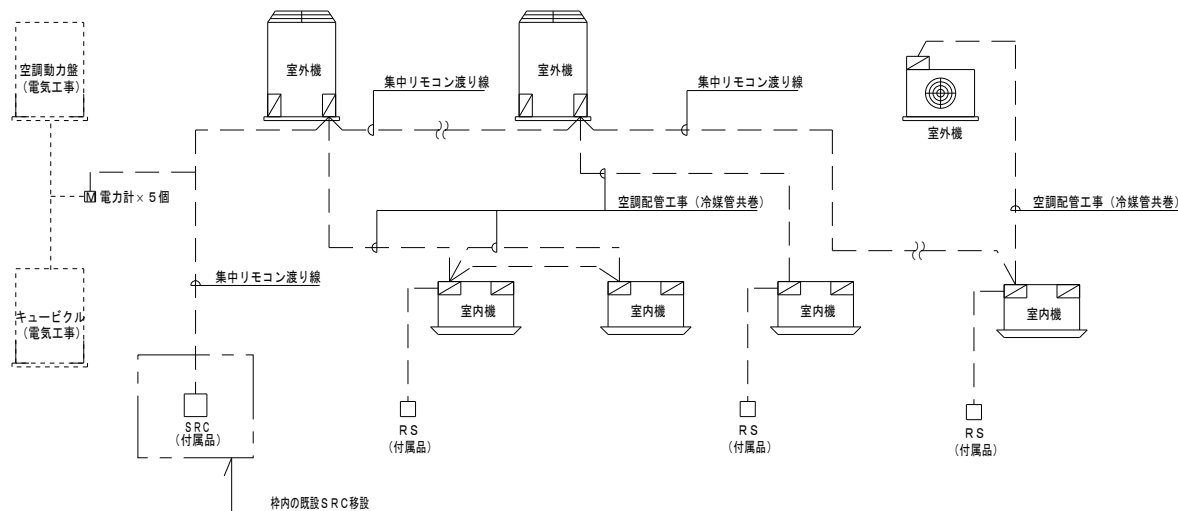 空調動力盤
(電気工事)
室外機
集中リモコン渡り線
室外機
集中リモコン渡り線
室外機
M 電力計×5個
空調配管工事(冷媒管共巻)
空調配管工事(冷媒管共巻)
集中リモコン渡り線
キュービクル
(電気工事)
室内機
室内機
室内機
室内機
SRC
(付属品)
RS
(付属品)
RS
(付属品)
RS
(付属品)
枠内の既設SRC移設